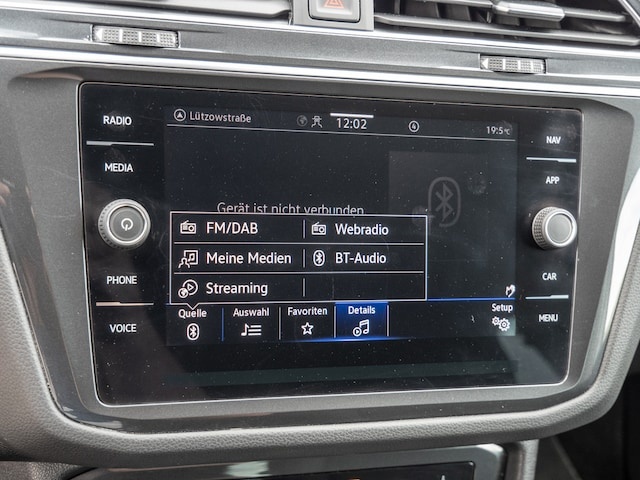 RADIO
MEDIA
PHONE
VOICE
Lützowstraße
12:02
19.5°C
Gerät ist nicht verbunden
FM/DAB
Webradio
Meine Medien
BT-Audio
Streaming
Quelle
Auswahl
Favoriten
Details
Setup
NAV
APP
CAR
MENU